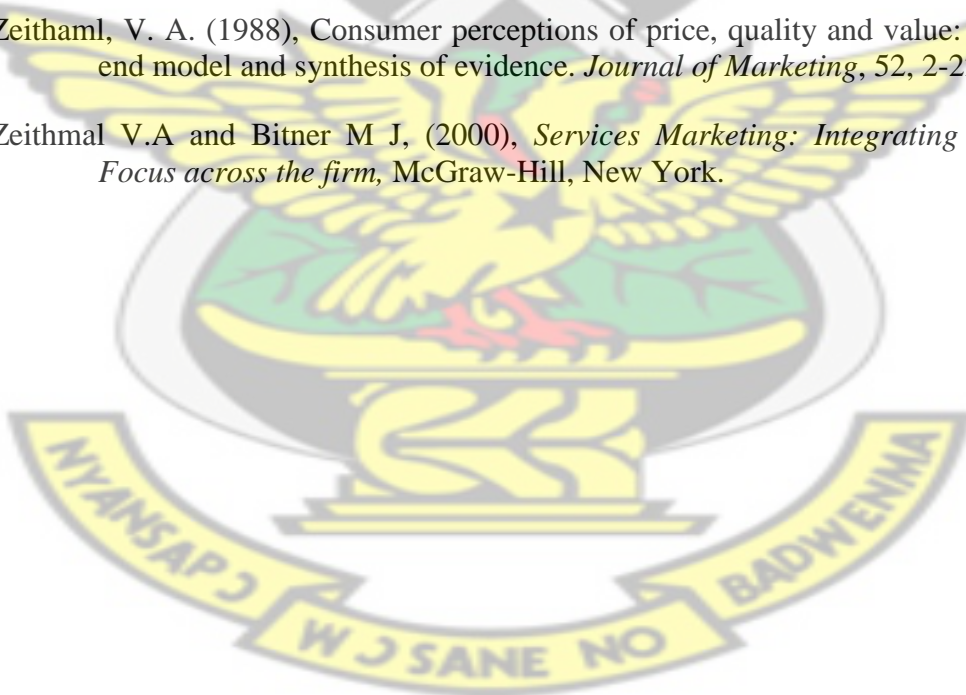 Zeithaml, V. A. (1988), Consumer perceptions of price, quality and value:
end model and synthesis of evidence. Journal of Marketing, 52, 2-2
Zeithmal V.A and Bitner M J, (2000), Services Marketing: Integrating
Focus across the firm, McGraw-Hill, New York.
NYANSAPƆ WƆSANE NO BADWENMA